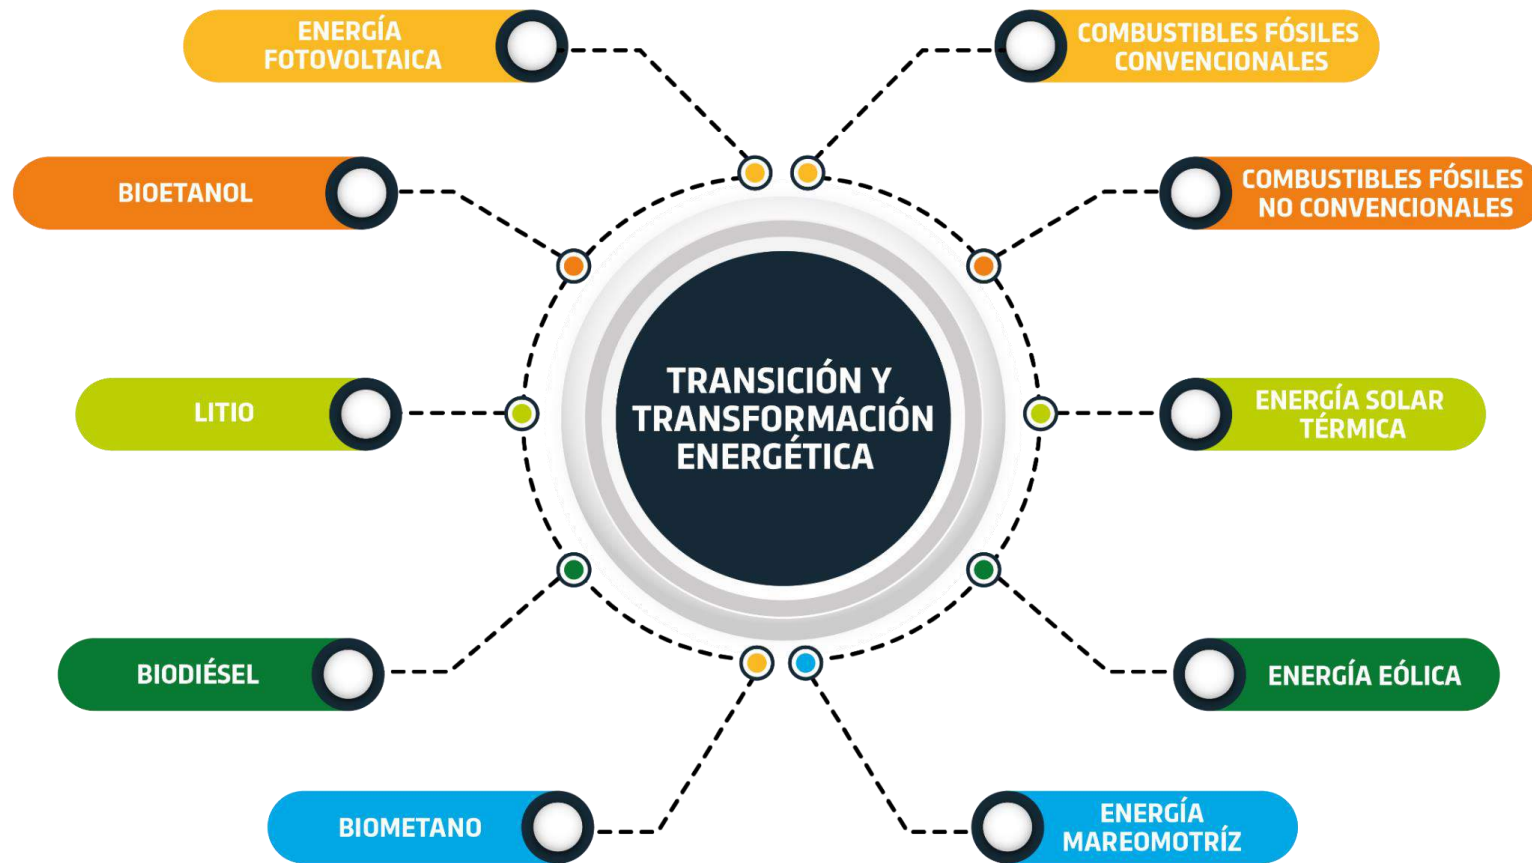 ENERGÍA
FOTOVOLTAICA
COMBUSTIBLES FÓSILES
CONVENCIONALES
BIOETANOL
COMBUSTIBLES FÓSILES
NO CONVENCIONALES
TRANSICIÓN Y
TRANSFORMACIÓN
ENERGÉTICA
LITIO
ENERGÍA SOLAR
TÉRMICA
BIODIÉSEL
ENERGÍA EÓLICA
BIOMETANO
ENERGÍA
MAREOMOTRÍZ